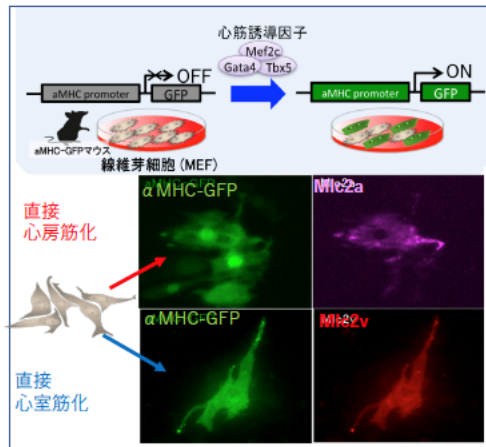 心筋誘導因子
Mef2c
Gata4 Tbx5
OFF
ON
aMHC promoter
GFP
aMHC promoter
GFP
aMHC-GFPマウス
線維芽細胞 (MEF)
直接
心房筋化
αMHC-GFP
Mlc2a
直接
心室筋化
αMHC-GFP
Mlc2v